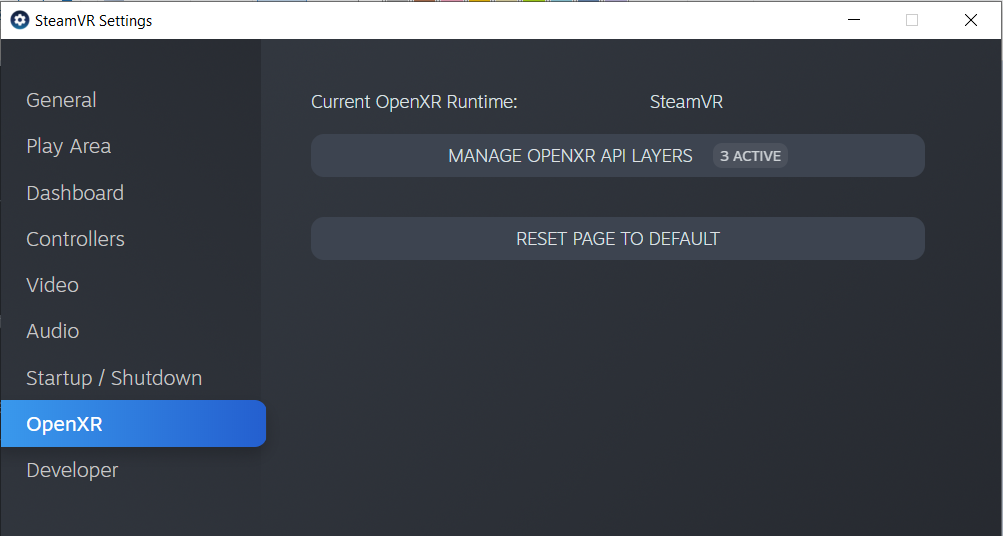 SteamVR Settings
General
Play Area
Dashboard
Controllers
Video
Audio
Startup / Shutdown
OpenXR
Developer
Current OpenXR Runtime: SteamVR
MANAGE OPENXR API LAYERS 3 ACTIVE
RESET PAGE TO DEFAULT